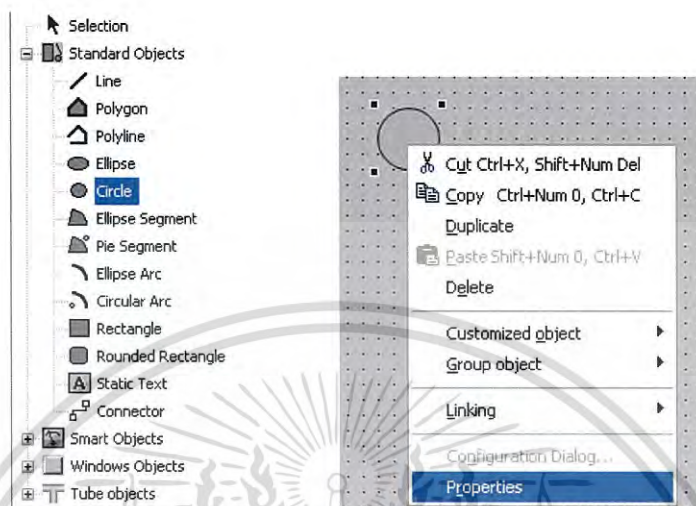 Selection
Standard Objects
Line
Polygon
Polyline
Ellipse
Circle
Ellipse Segment
Pie Segment
Ellipse Arc
Circular Arc
Rectangle
Rounded Rectangle
A Static Text
Connector
Smart Objects
Windows Objects
Tube objects
Cut Ctrl+X, Shift+Num Del
Copy Ctrl+Num 0, Ctrl+C
Duplicate
Paste Shift+Num 0, Ctrl+V
Delete
Customized object
Group object
Linking
Configuration Dialog...
Properties